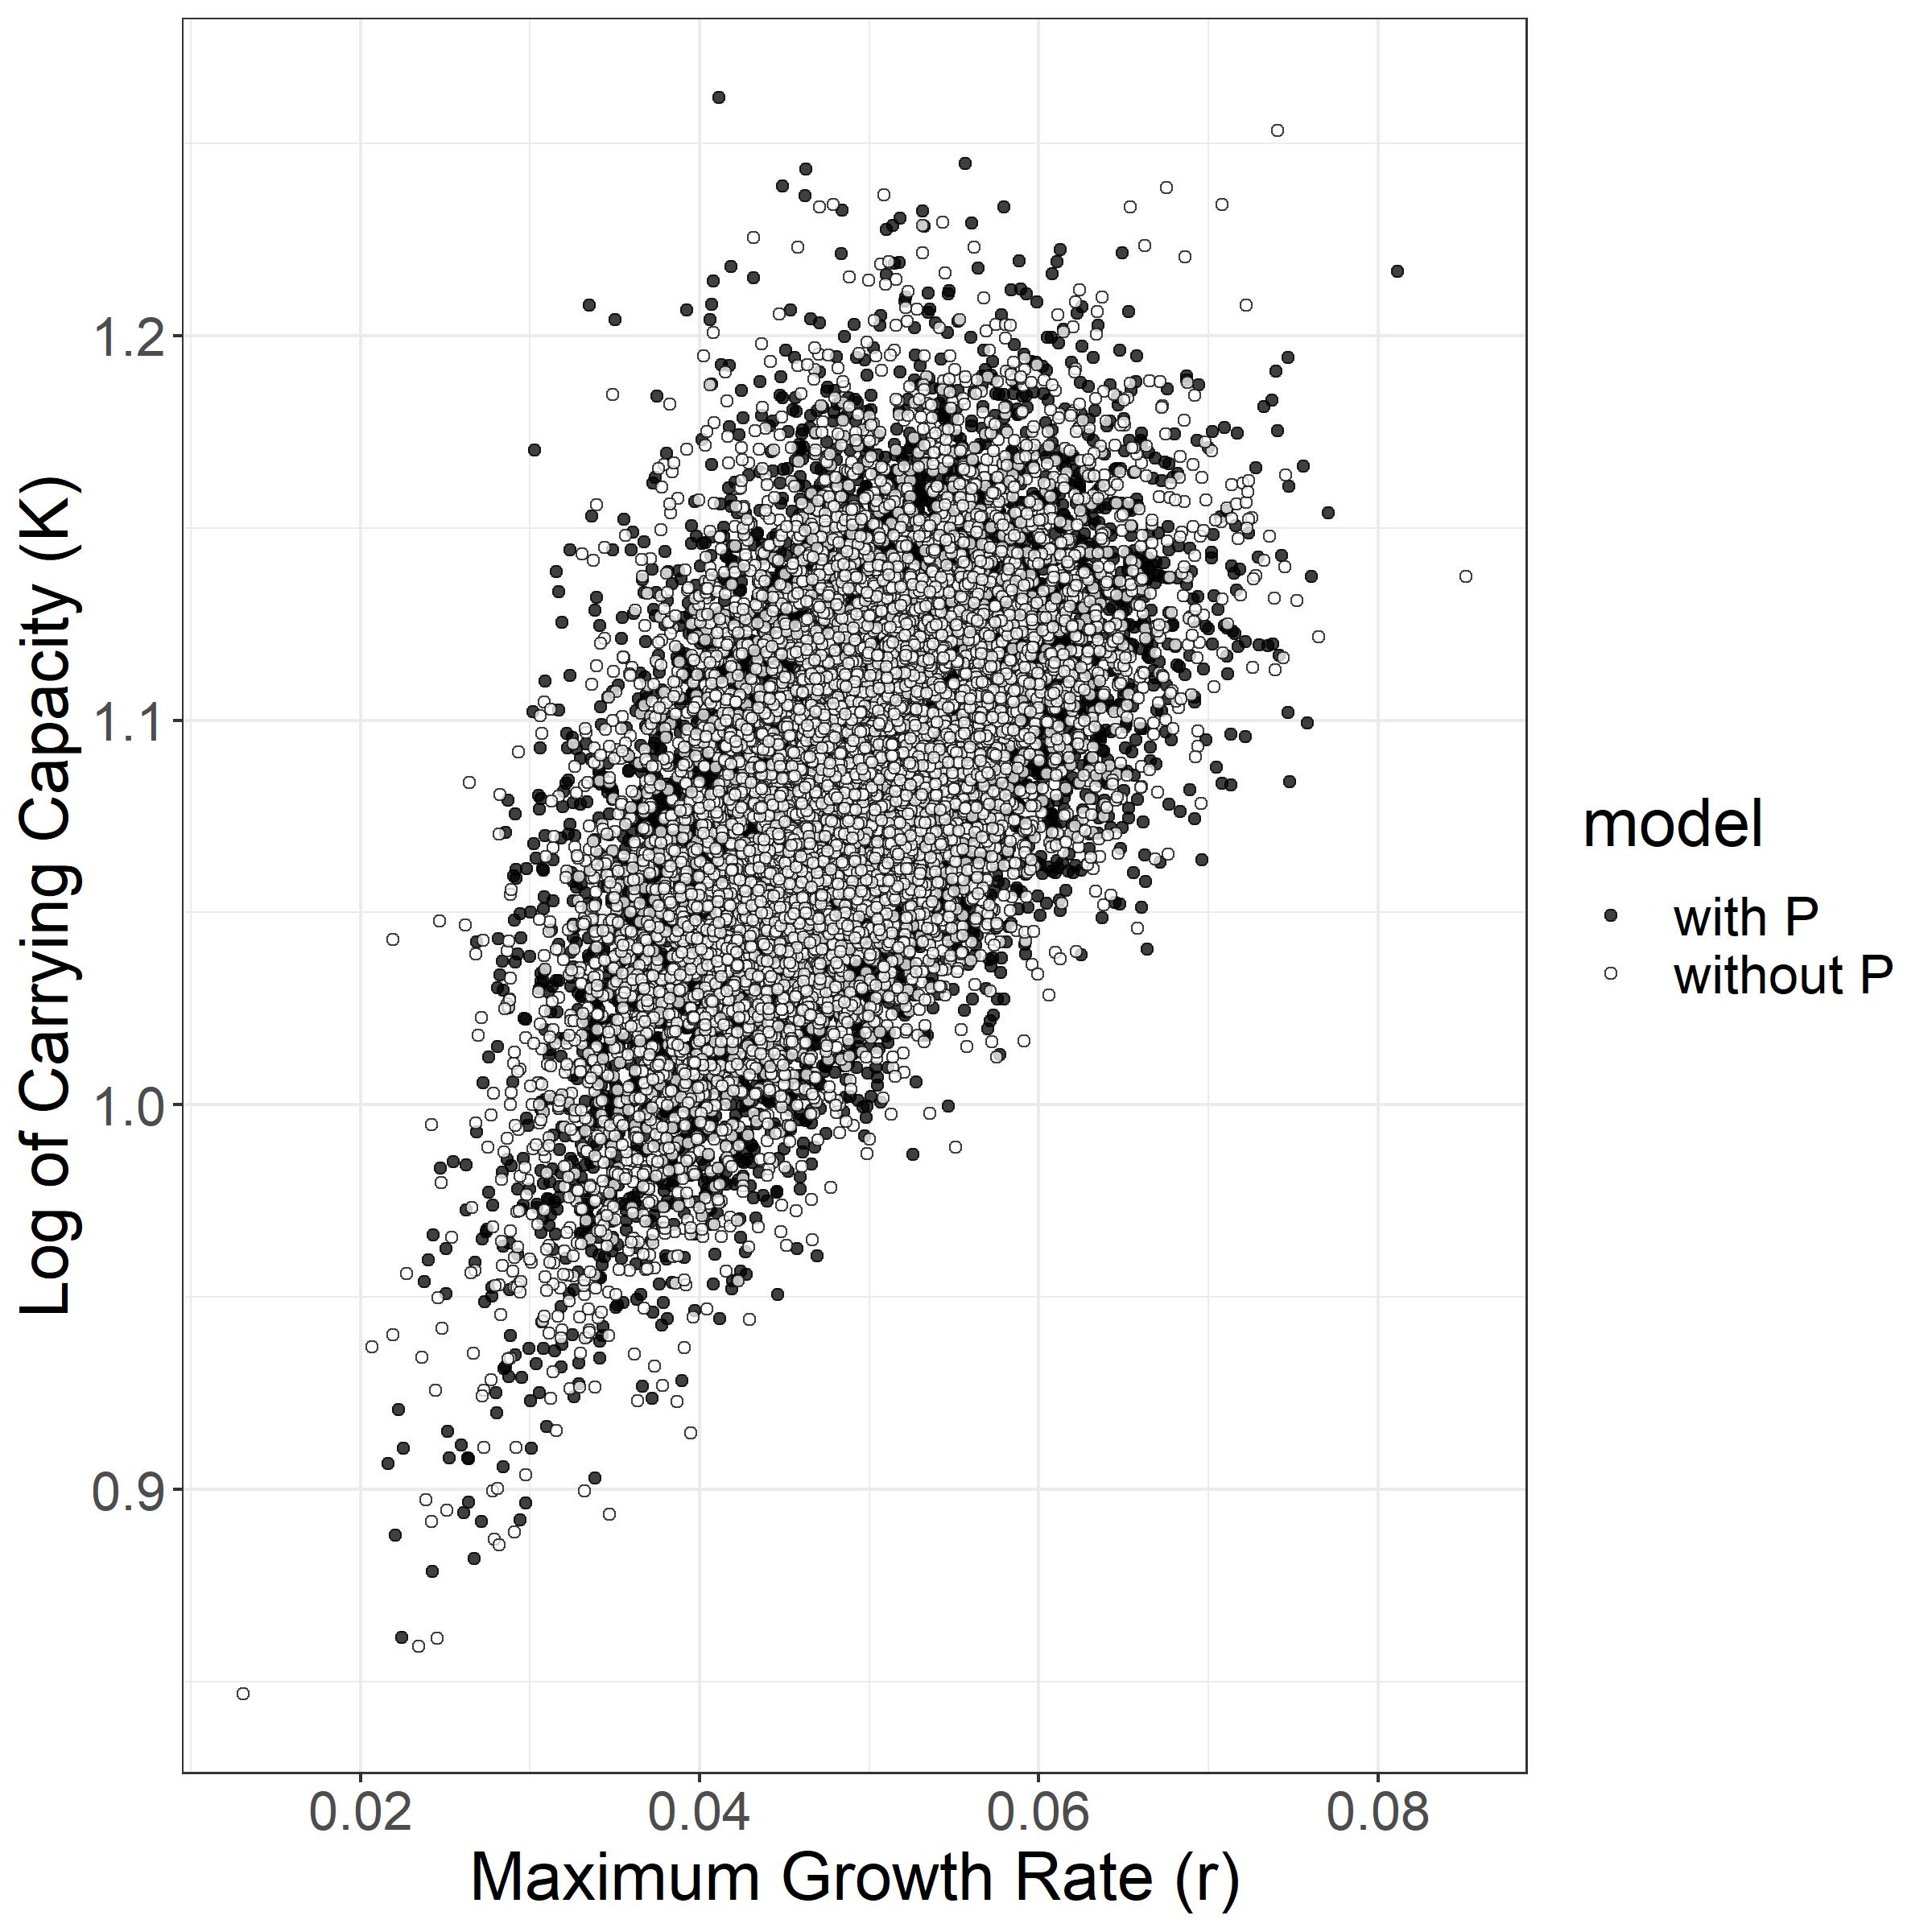 Log of Carrying Capacity (K)
1.2
1.1
1.0
0.9
0.02
0.04
0.06
0.08
Maximum Growth Rate (r)
model
with P
without P